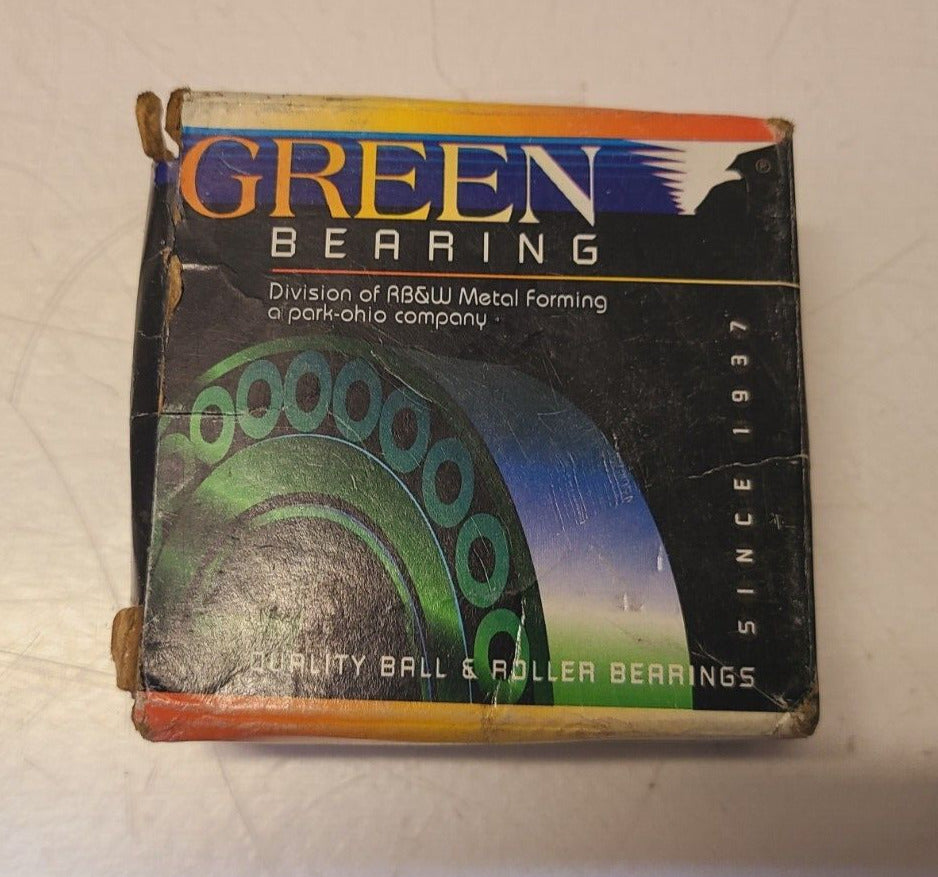 GREEN
®
BEARING
Division of RB&W Metal Forming
a park-ohio company
SINCE 1937
QUALITY BALL & ROLLER BEARINGS